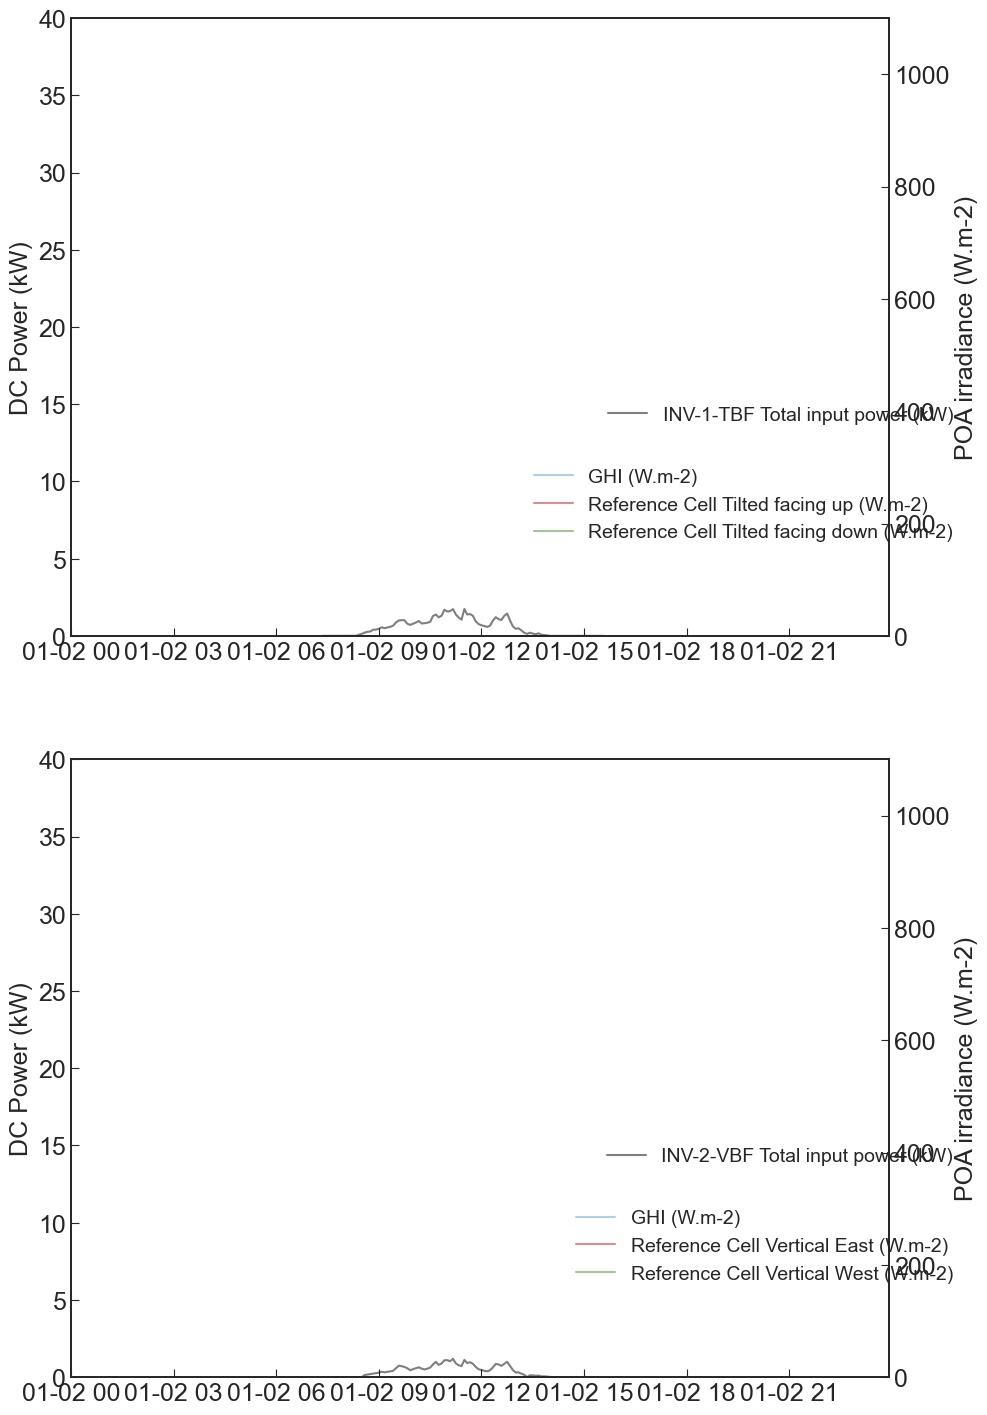 40
35
30
25
20
15
10
5
0
DC Power (kW)
1000
800
600
400
200
0
POA irradiance (W.m-2)
INV-1-TBF Total input power (kW)
GHI (W.m-2)
Reference Cell Tilted facing up (W.m-2)
Reference Cell Tilted facing down (W.m-2)
01-02 00 01-02 03 01-02 06 01-02 09 01-02 12 01-02 15 01-02 18 01-02 21
40
35
30
25
20
15
10
5
0
DC Power (kW)
1000
800
600
400
200
0
POA irradiance (W.m-2)
INV-2-VBF Total input power (kW)
GHI (W.m-2)
Reference Cell Vertical East (W.m-2)
Reference Cell Vertical West (W.m-2)
01-02 00 01-02 03 01-02 06 01-02 09 01-02 12 01-02 15 01-02 18 01-02 21